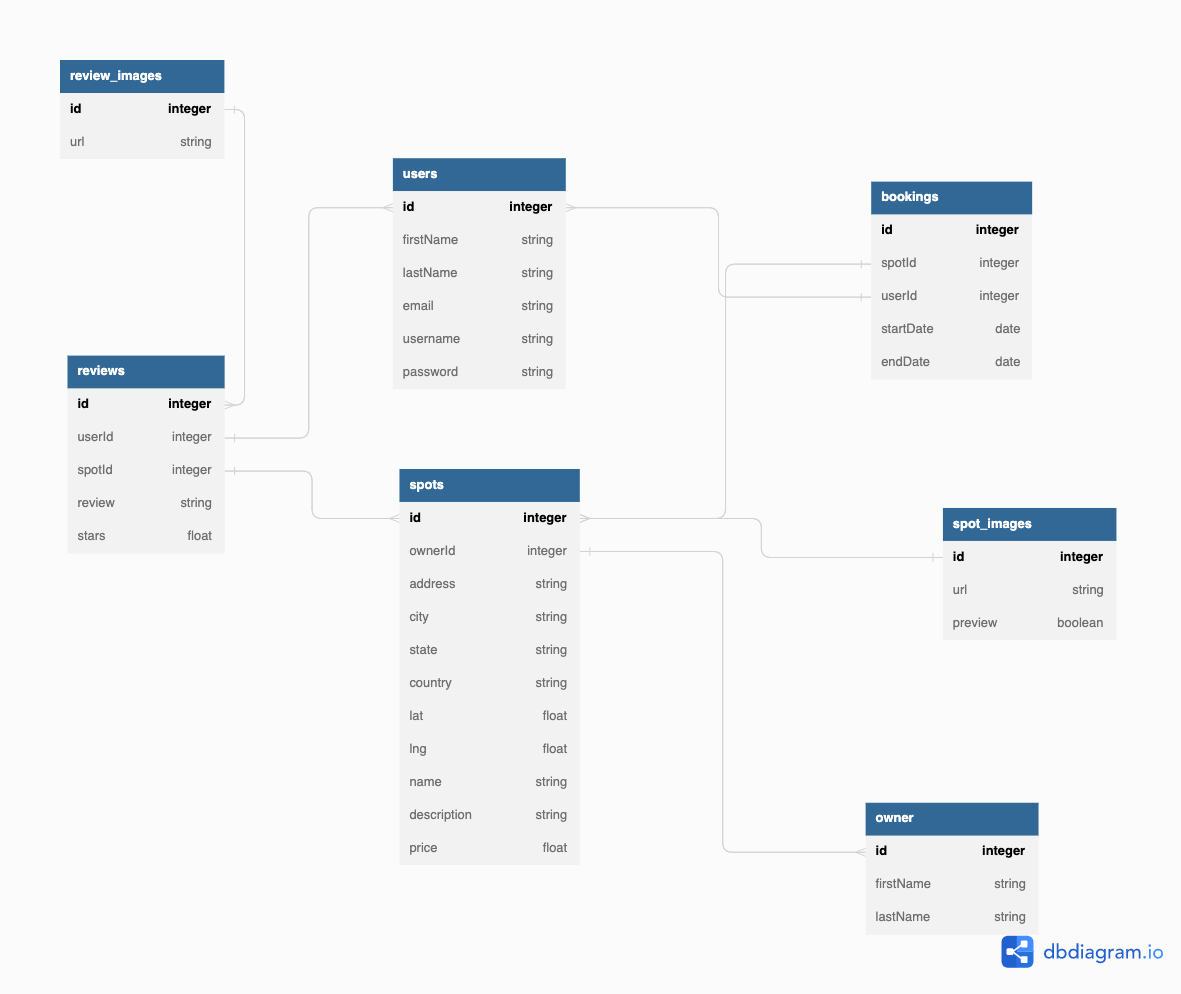 review_images
id integer
url string
users
id integer
firstName string
lastName string
email string
username string
password string
bookings
id integer
spotId integer
userId integer
startDate date
endDate date
reviews
id integer
userId integer
spotId integer
review string
stars float
spots
id integer
ownerId integer
address string
city string
state string
country string
lat float
lng float
name string
description string
price float
spot_images
id integer
url string
preview boolean
owner
id integer
firstName string
lastName string
dbdiagram.io